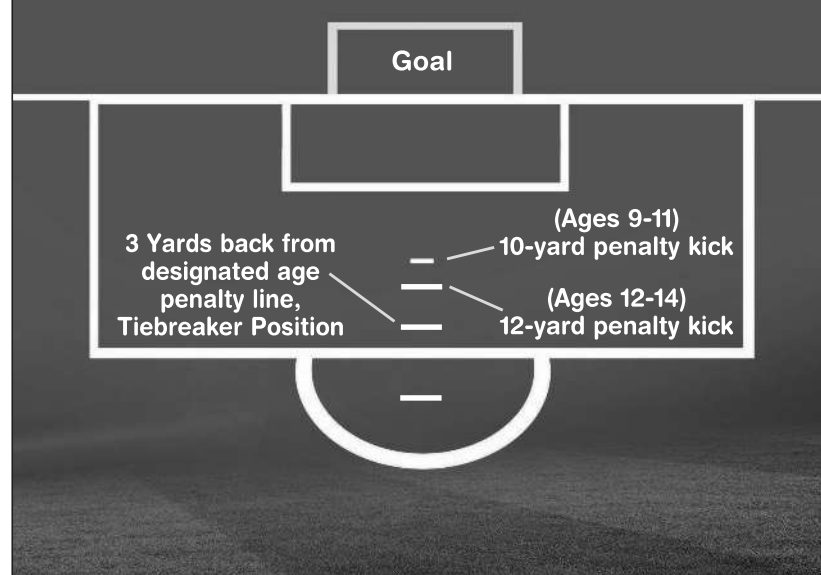 Goal
(Ages 9-11)
10-yard penalty kick
3 Yards back from
designated age
penalty line,
Tiebreaker Position
(Ages 12-14)
12-yard penalty kick